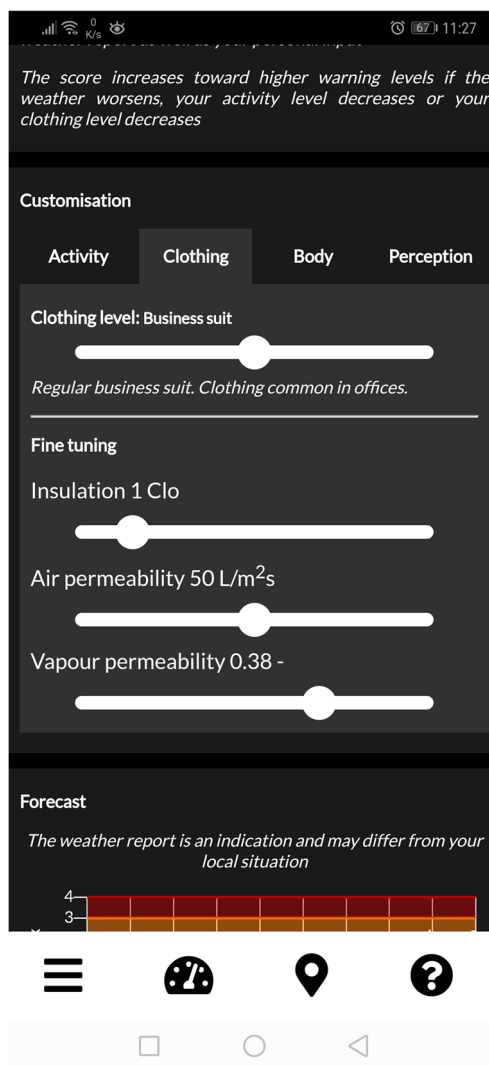 0
K/s
67
11:27
The score increases toward higher warning levels if the
weather worsens, your activity level decreases or your
clothing level decreases
Customisation
Activity
Clothing
Body
Perception
Clothing level: Business suit
Regular business suit. Clothing common in offices.
Fine tuning
Insulation 1 Clo
Air permeability 50 L/m²s
Vapour permeability 0.38 -
Forecast
The weather report is an indication and may differ from your
local situation
4
3
?